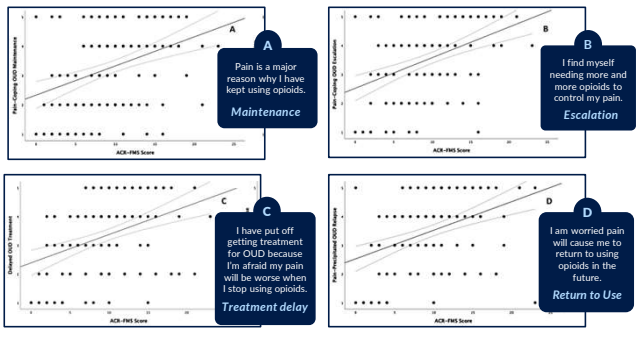 A
Pain-Coping OUD Maintenance
ACR-FMS Score
A
Pain is a major
reason why I have
kept using opioids.
Maintenance
B
Pain-Coping OUD Escalation
ACR-FMS Score
B
I find myself
needing more and
more opioids to
control my pain.
Escalation
C
Delayed OUD Treatment
ACR-FMS Score
C
I have put off
getting treatment
for OUD because
I'm afraid my pain
will be worse when
I stop using opioids.
Treatment delay
D
Pain-Precipitated OUD Relapse
ACR-FMS Score
D
I am worried pain
will cause me to
return to using
opioids in the
future.
Return to Use